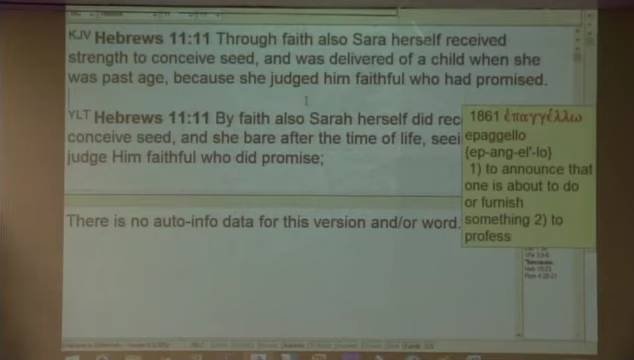 KJV Hebrews 11:11 Through faith also Sara herself received
strength to conceive seed, and was delivered of a child when she
was past age, because she judged him faithful who had promised.
YLT Hebrews 11:11 By faith also Sarah herself did rec
conceive seed, and she bare after the time of life, seei
judge Him faithful who did promise;
1861 ἐπαγγέλλω
epaggello
{ep-ang-el'-lo}
1) to announce that
one is about to do
or furnish
something 2) to
profess
There is no auto-info data for this version and/or word.